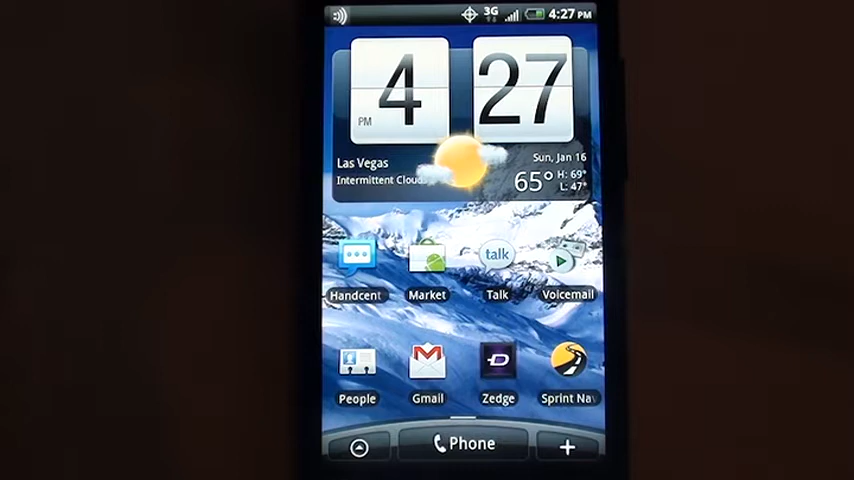 3G 4:27 PM
4 27
PM
Las Vegas
Sun, Jan 16
Intermittent Clouds
65° H: 69°
L: 47°
talk
Handcent Market Talk Voicemail
People Gmail Zedge Sprint Nav
Phone